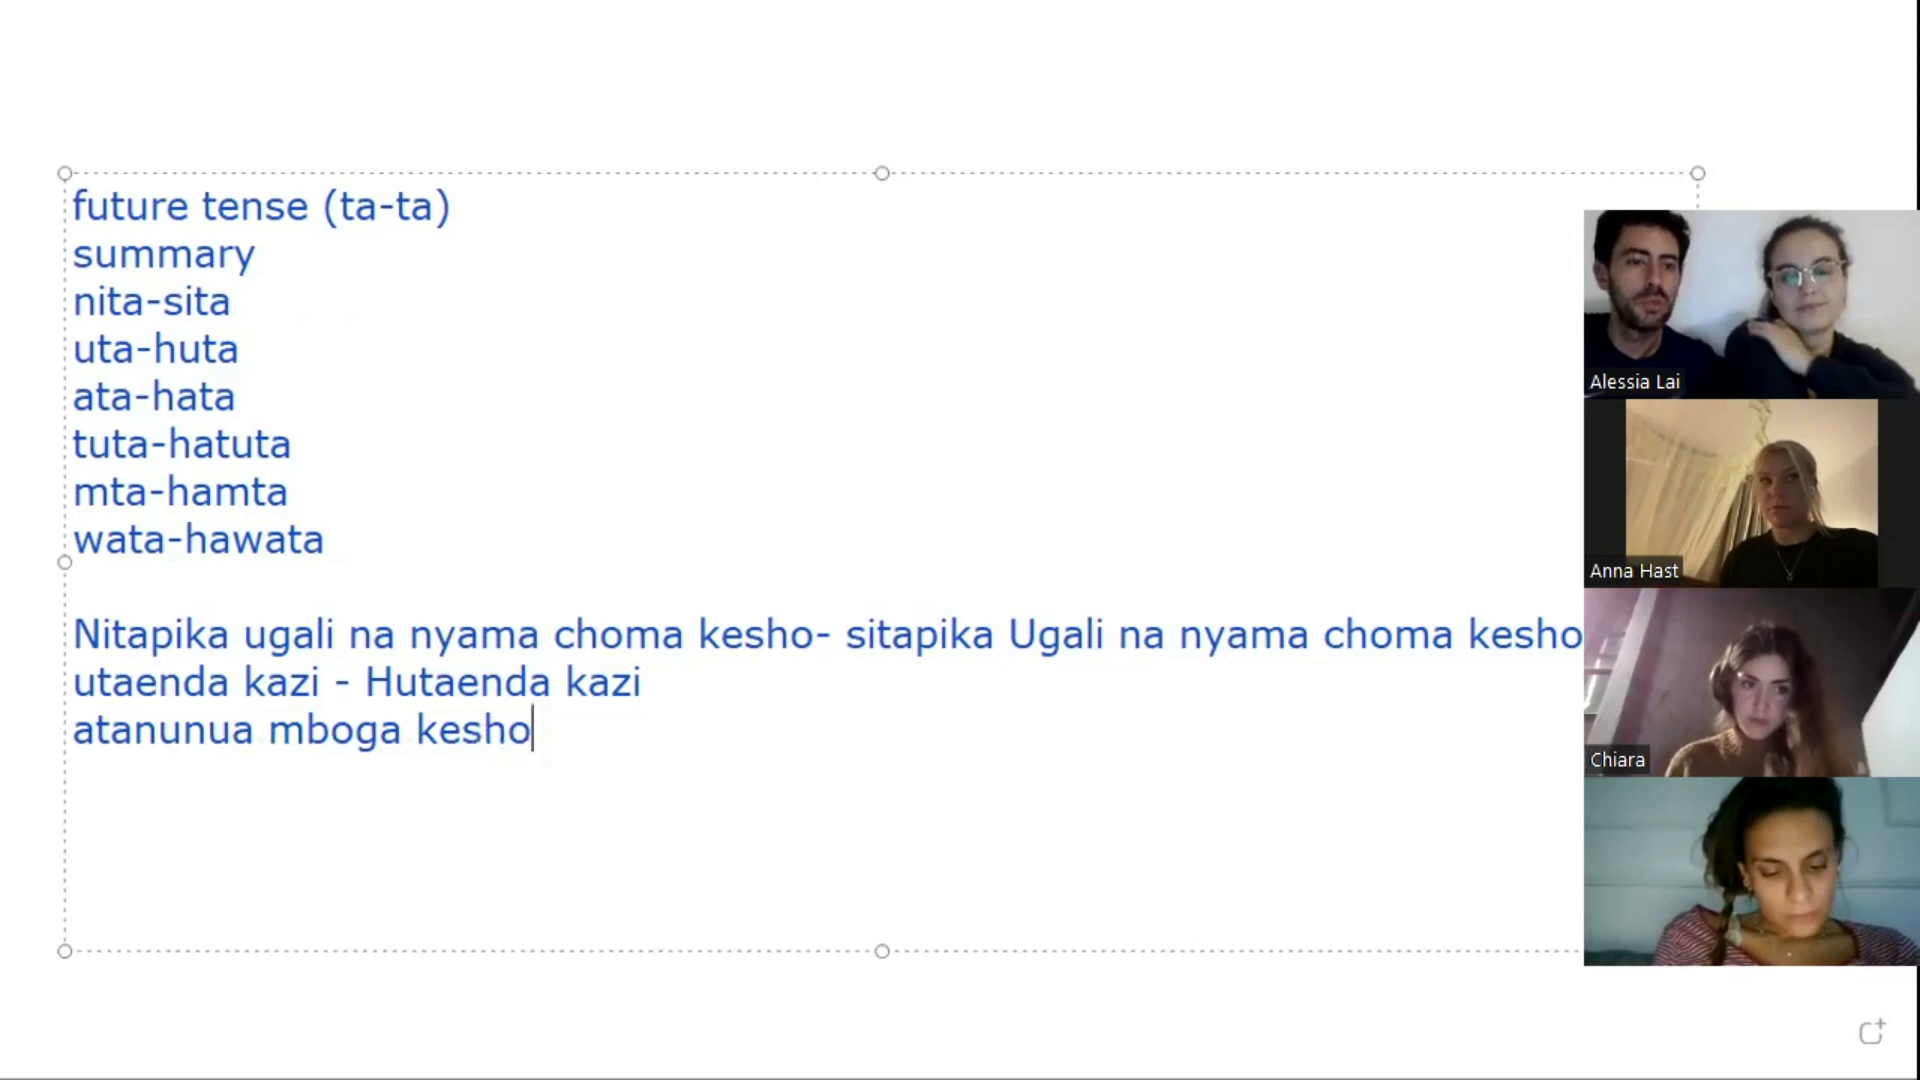 future tense (ta-ta)
summary
nita-sita
uta-huta
ata-hata
tuta-hatuta
mta-hamta
wata-hawata
Nitapika ugali na nyama choma kesho- sitapika Ugali na nyama choma kesho
utaenda kazi - Hutaenda kazi
atanunua mboga kesho
Alessia Lai
Anna Hast
Chiara